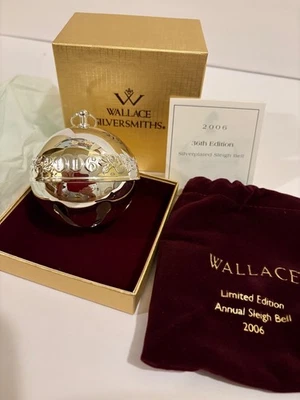 WALLACE
SILVERSMITHS
2006
36th Edition
Silverplated Sleigh Bell
WALLACE
Limited Edition
Annual Sleigh Bell
2006